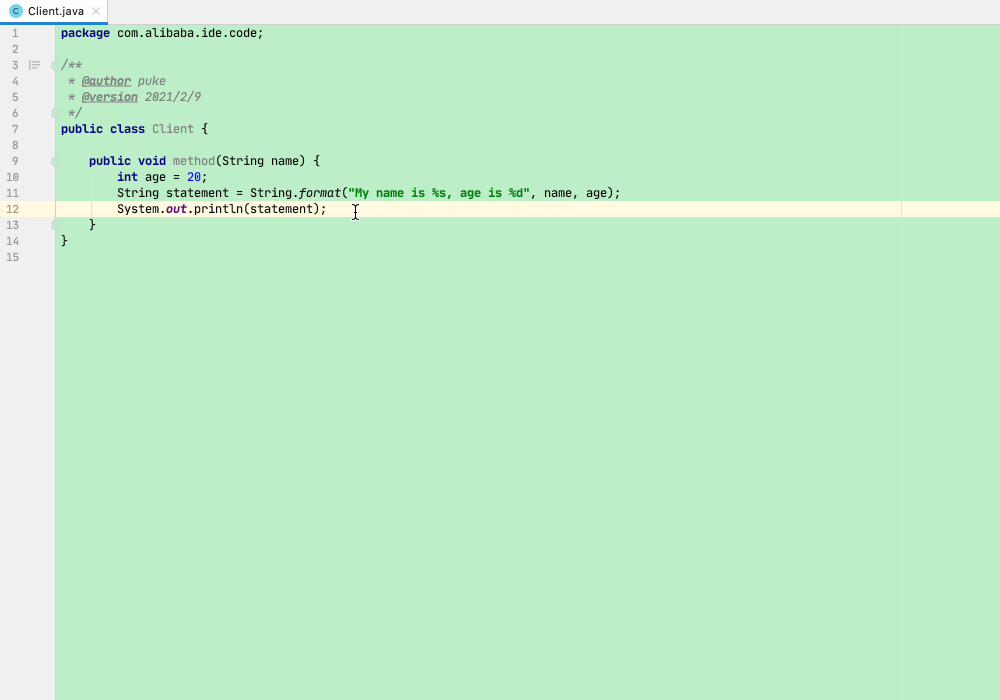 C Client.java
1 package com.alibaba.ide.code;
2
3 /**
4  * @author puke
5  * @version 2021/2/9
6  */
7 public class Client {
8
9     public void method(String name) {
10         int age = 20;
11         String statement = String.format("My name is %s, age is %d", name, age);
12         System.out.println(statement);
13     }
14 }
15